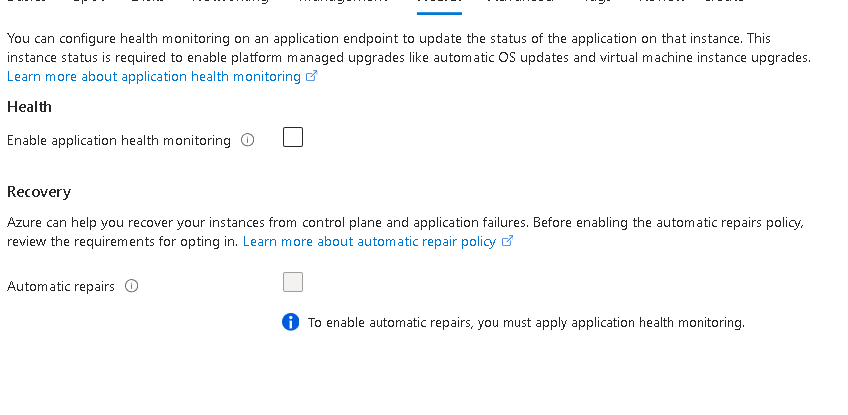 You can configure health monitoring on an application endpoint to update the status of the application on that instance. This
instance status is required to enable platform managed upgrades like automatic OS updates and virtual machine instance upgrades.
Learn more about application health monitoring
Health
Enable application health monitoring
Recovery
Azure can help you recover your instances from control plane and application failures. Before enabling the automatic repairs policy,
review the requirements for opting in. Learn more about automatic repair policy
Automatic repairs
To enable automatic repairs, you must apply application health monitoring.